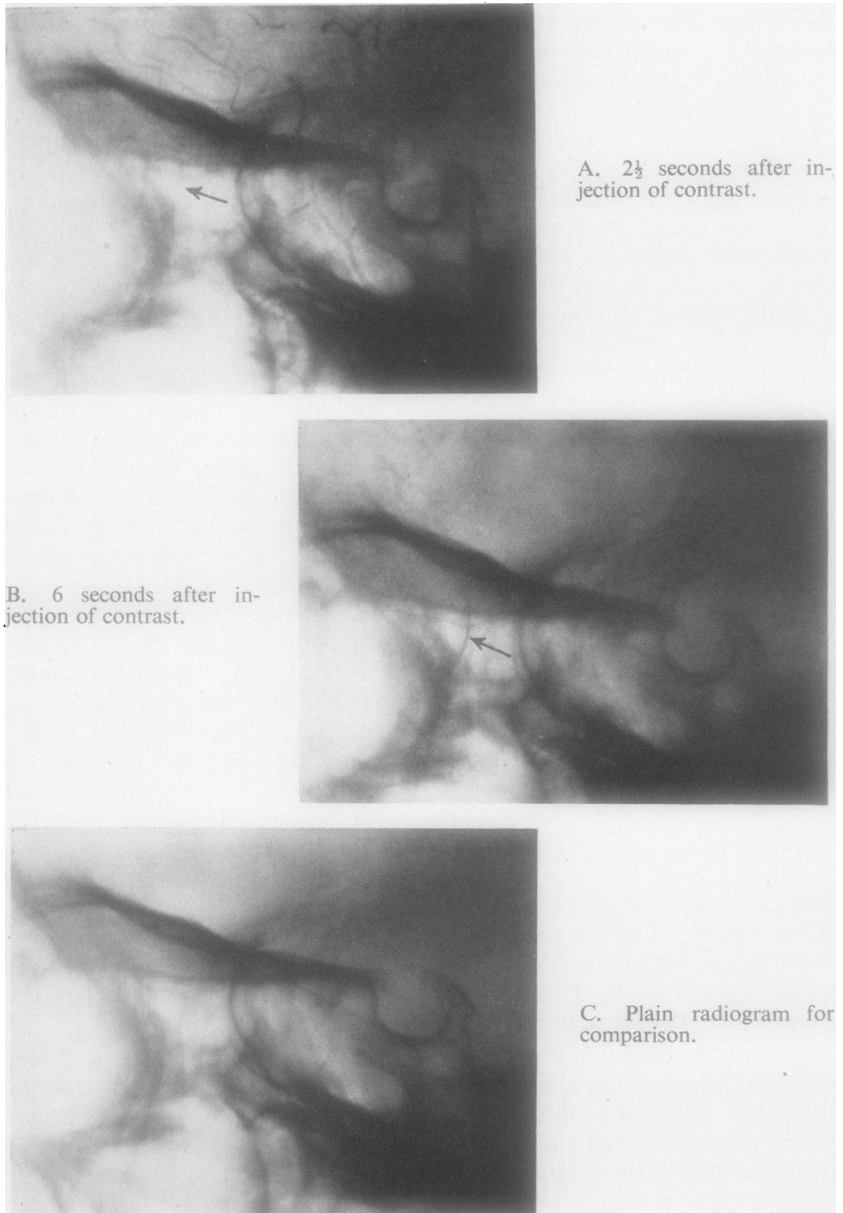 A. 2½ seconds after in-
jection of contrast.
B. 6 seconds after in-
jection of contrast.
C. Plain radiogram for
comparison.